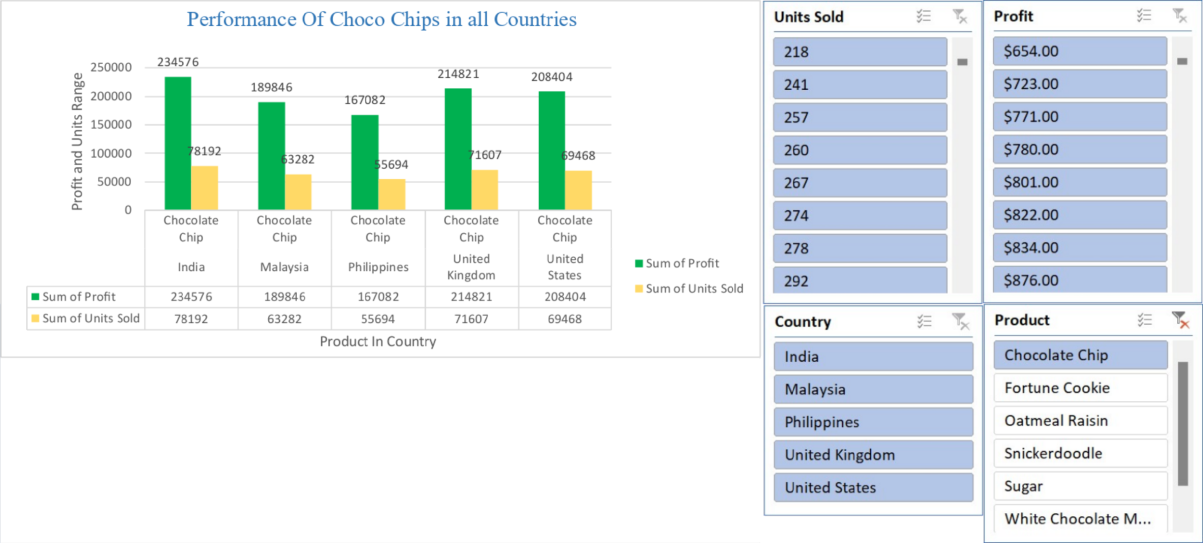 Performance Of Choco Chips in all Countries
Profit and Units Range
250000
200000
150000
100000
50000
0
234576
78192
189846
63282
167082
55694
214821
71607
208404
69468
Chocolate Chip
Chocolate Chip
Chocolate Chip
Chocolate Chip
Chocolate Chip
India
Malaysia
Philippines
United Kingdom
United States
Sum of Profit 234576 189846 167082 214821 208404
Sum of Units Sold 78192 63282 55694 71607 69468
Product In Country
Sum of Profit
Sum of Units Sold
Units Sold
218
241
257
260
267
274
278
292
Profit
$654.00
$723.00
$771.00
$780.00
$801.00
$822.00
$834.00
$876.00
Country
India
Malaysia
Philippines
United Kingdom
United States
Product
Chocolate Chip
Fortune Cookie
Oatmeal Raisin
Snickerdoodle
Sugar
White Chocolate M...